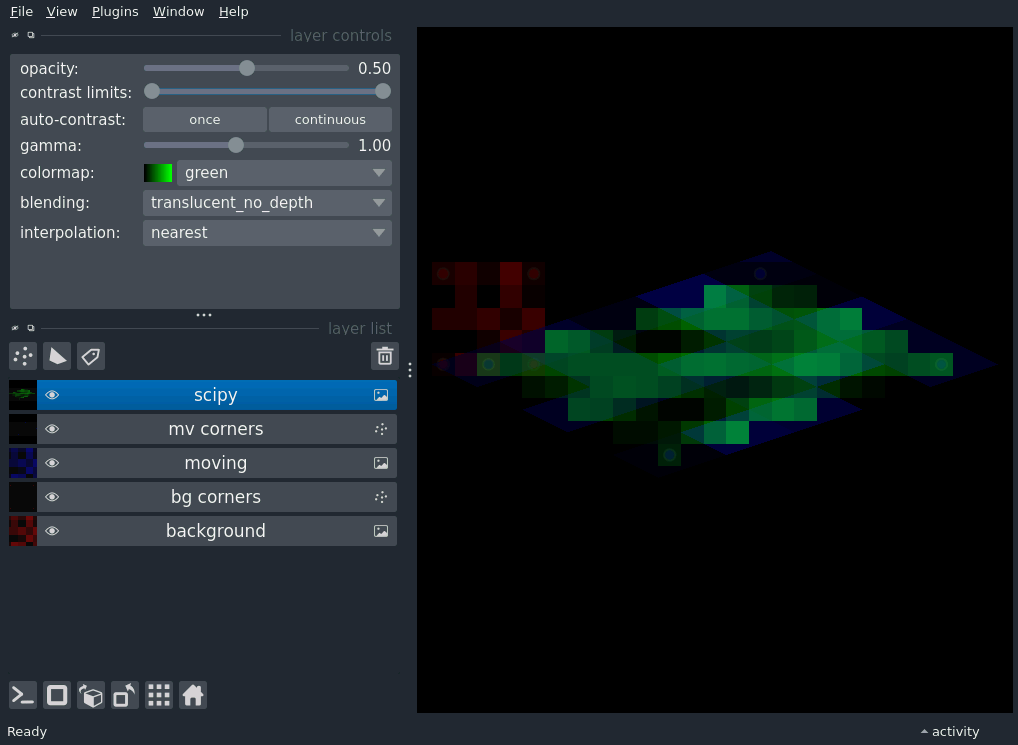 File View Plugins Window Help
layer controls
opacity: 0.50
contrast limits:
auto-contrast: once continuous
gamma: 1.00
colormap: green
blending: translucent_no_depth
interpolation: nearest
layer list
scipy
mv corners
moving
bg corners
background
Ready activity